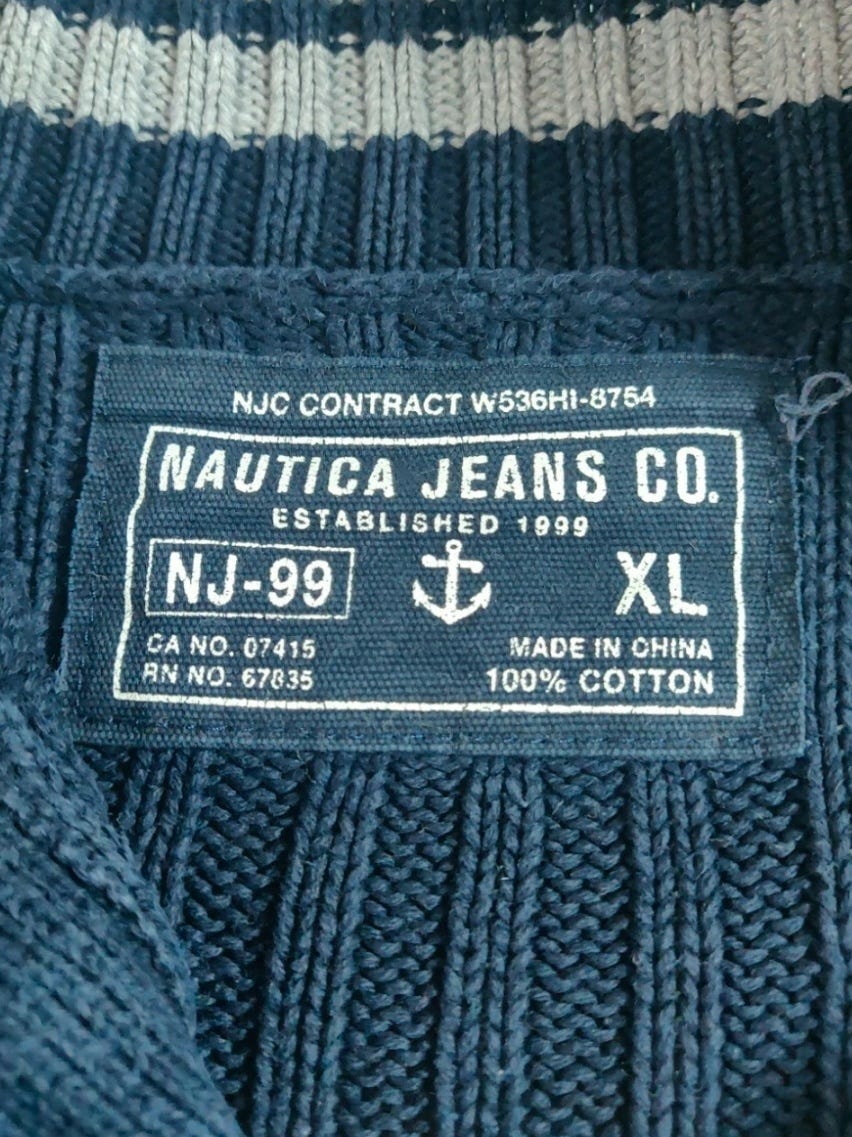 NJC CONTRACT W536HI-8754
NAUTICA JEANS CO.
ESTABLISHED 1999
NJ-99 XL
CA NO. 07415 MADE IN CHINA
RN NO. 67835 100% COTTON